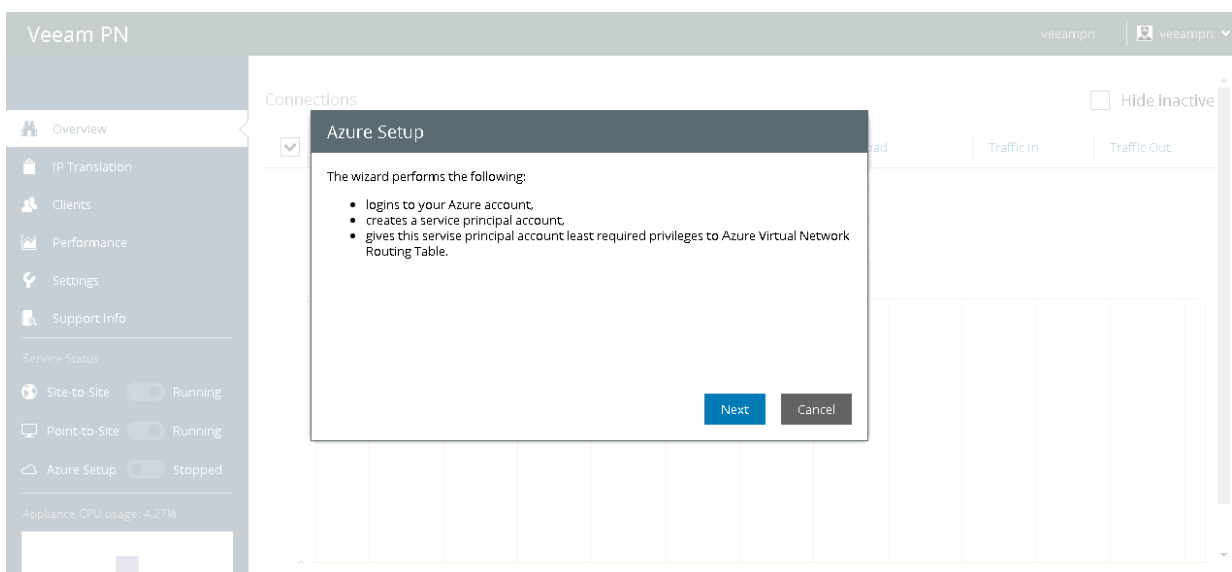 Veeam PN
veeampn
veeampn
Connections
Hide inactive
Overview
IP Translation
Clients
Performance
Settings
Support Info
Service Status
Site-to-Site Running
Point-to-Site Running
Azure Setup Stopped
Appliance CPU usage: 4.27%
Traffic In
Traffic Out
Azure Setup
The wizard performs the following:
logins to your Azure account,
creates a service principal account,
gives this servise principal account least required privileges to Azure Virtual Network
Routing Table.
Next
Cancel